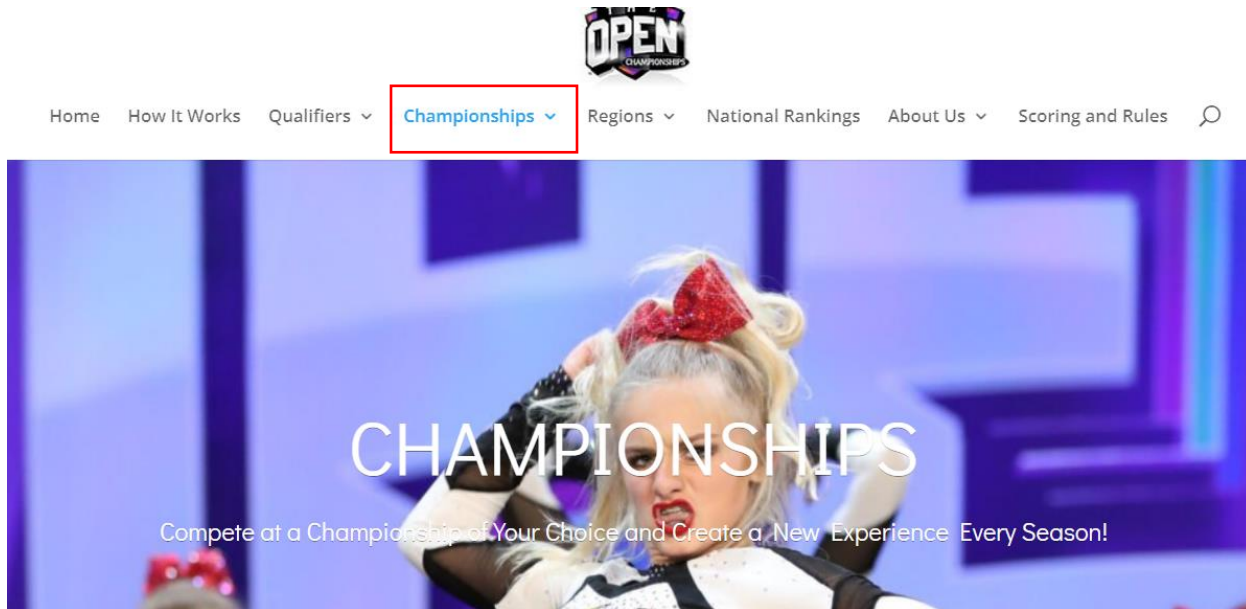 THE
OPEN
CHAMPIONSHIPS
Home How It Works Qualifiers Championships Regions National Rankings About Us Scoring and Rules
CHAMPIONSHIPS
Compete at a Championship of Your Choice and Create a New Experience Every Season!